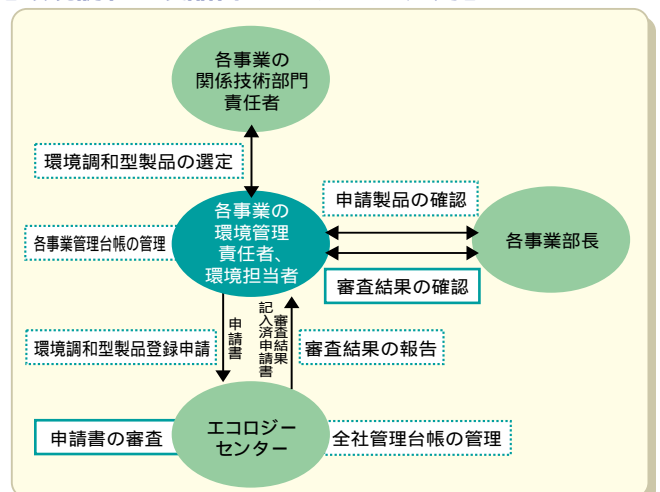 各事業の
関係技術部門
責任者
環境調和型製品の選定
各事業の
環境管理
責任者、
環境担当者
申請製品の確認
各事業部長
各事業管理台帳の管理
審査結果の確認
申請書
審査結果
記入済申請書
環境調和型製品登録申請
審査結果の報告
エコロジー
センター
申請書の審査
全社管理台帳の管理